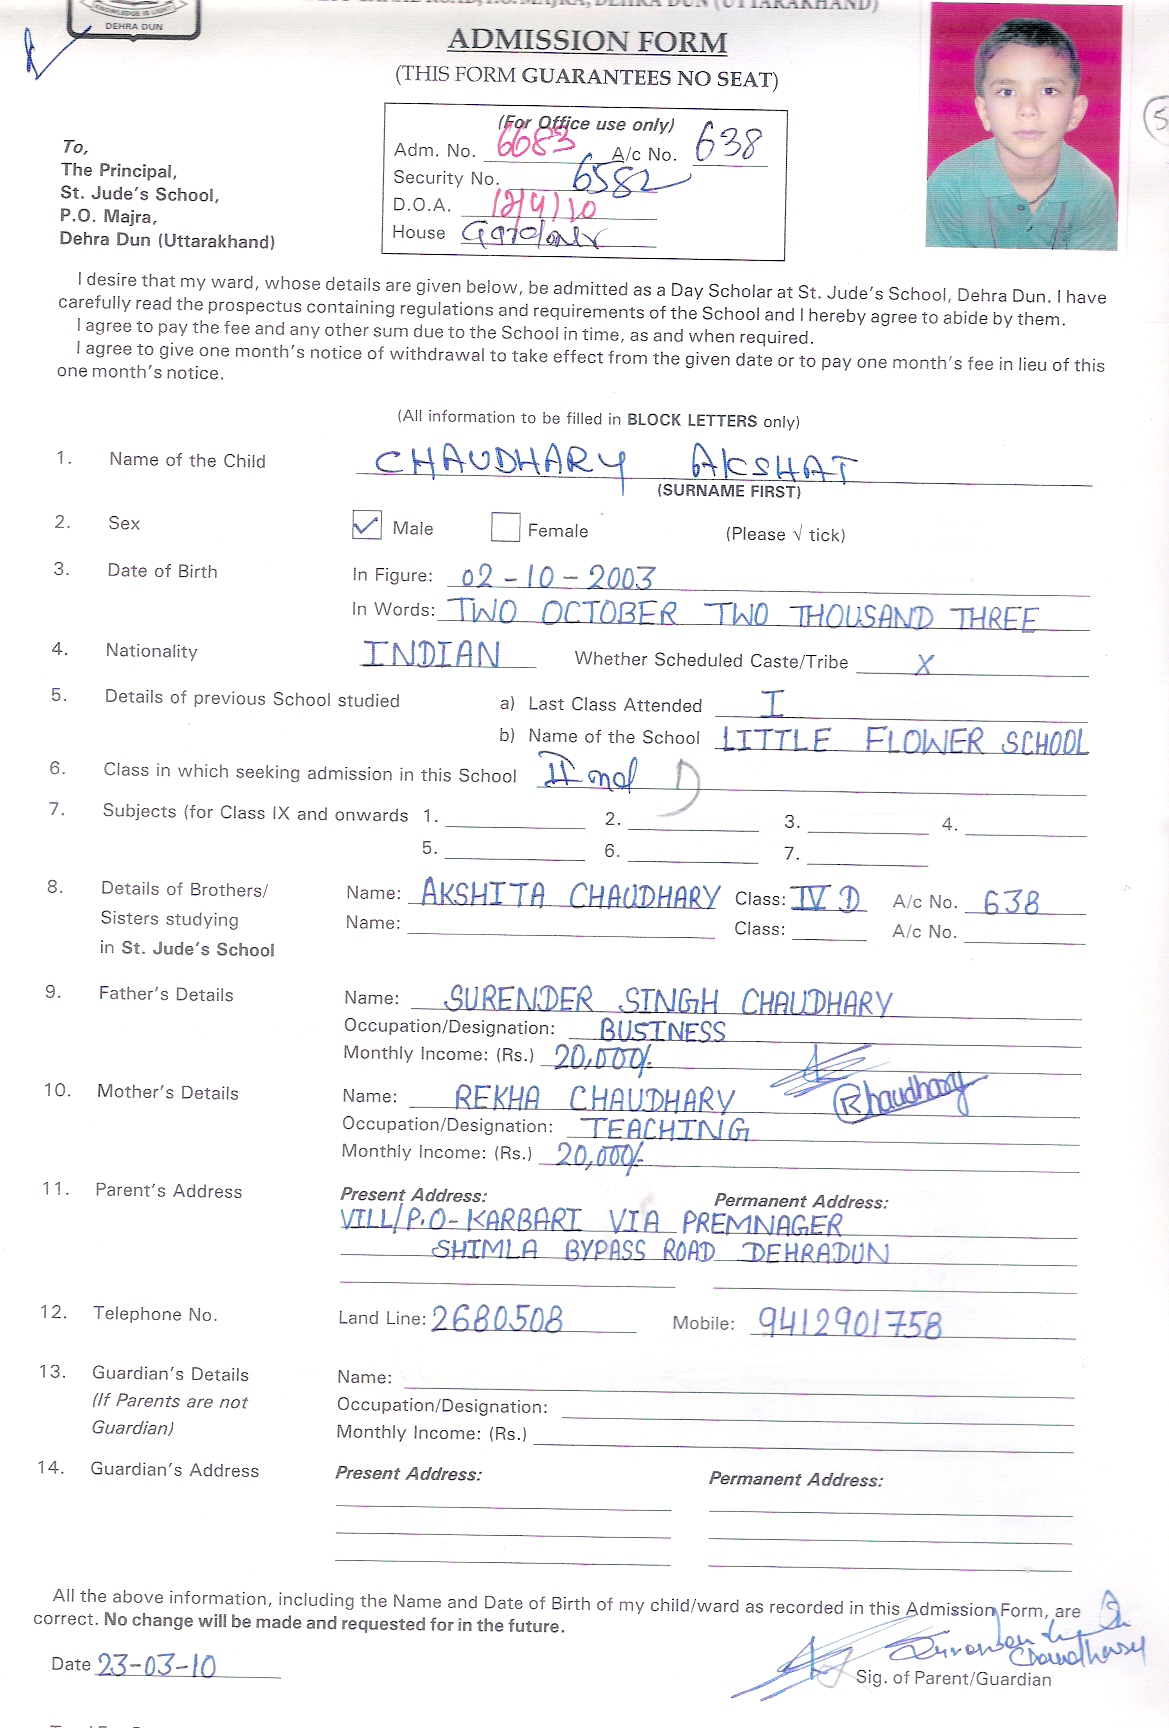 KNOWLEDGE IS LIGHT
DEHRA DUN
ADMISSION FORM
(THIS FORM GUARANTEES NO SEAT)
(For Office use only)
Adm. No. 6683 A/c No. 638
Security No. 6582
D.O.A. 12/4/10
House
To,
The Principal,
St. Jude's School,
P.O. Majra,
Dehra Dun (Uttarakhand)
I desire that my ward, whose details are given below, be admitted as a Day Scholar at St. Jude's School, Dehra Dun. I have
carefully read the prospectus containing regulations and requirements of the School and I hereby agree to abide by them.
I agree to pay the fee and any other sum due to the School in time, as and when required.
I agree to give one month's notice of withdrawal to take effect from the given date or to pay one month's fee in lieu of this
one month's notice.
(All information to be filled in BLOCK LETTERS only)
1. Name of the Child CHAUDHARY AKSHAT
(SURNAME FIRST)
2. Sex Male Female (Please √ tick)
3. Date of Birth In Figure: 02-10-2003
In Words: TWO OCTOBER TWO THOUSAND THREE
4. Nationality INDIAN Whether Scheduled Caste/Tribe X
5. Details of previous School studied a) Last Class Attended I
b) Name of the School LITTLE FLOWER SCHOOL
6. Class in which seeking admission in this School II nd D
7. Subjects (for Class IX and onwards 1. 2. 3. 4.
5. 6. 7.
8. Details of Brothers/ Name: AKSHITA CHAUDHARY Class: IV D A/c No. 638
Sisters studying Name: Class: A/c No.
in St. Jude's School
9. Father's Details Name: SURENDER SINGH CHAUDHARY
Occupation/Designation: BUSINESS
Monthly Income: (Rs.) 20,000/-
10. Mother's Details Name: REKHA CHAUDHARY
Rhaudhary
Occupation/Designation: TEACHING
Monthly Income: (Rs.) 20,000/-
11. Parent's Address Present Address: Permanent Address:
VILL/P.O-KARBARI VIA PREMNAGER
SHIMLA BYPASS ROAD DEHRADUN
12. Telephone No. Land Line: 2680508 Mobile: 9412901758
13. Guardian's Details Name:
(If Parents are not Occupation/Designation:
Guardian) Monthly Income: (Rs.)
14. Guardian's Address Present Address: Permanent Address:
All the above information, including the Name and Date of Birth of my child/ward as recorded in this Admission Form, are
correct. No change will be made and requested for in the future.
Date 23-03-10
Chaudhary
Sig. of Parent/Guardian